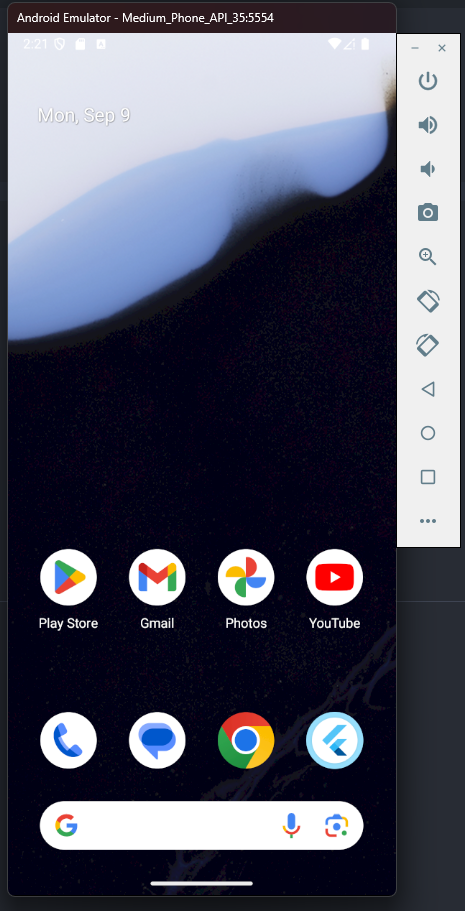 Android Emulator - Medium_Phone_API_35:5554
2:21
Mon, Sep 9
Play Store
Gmail
Photos
YouTube